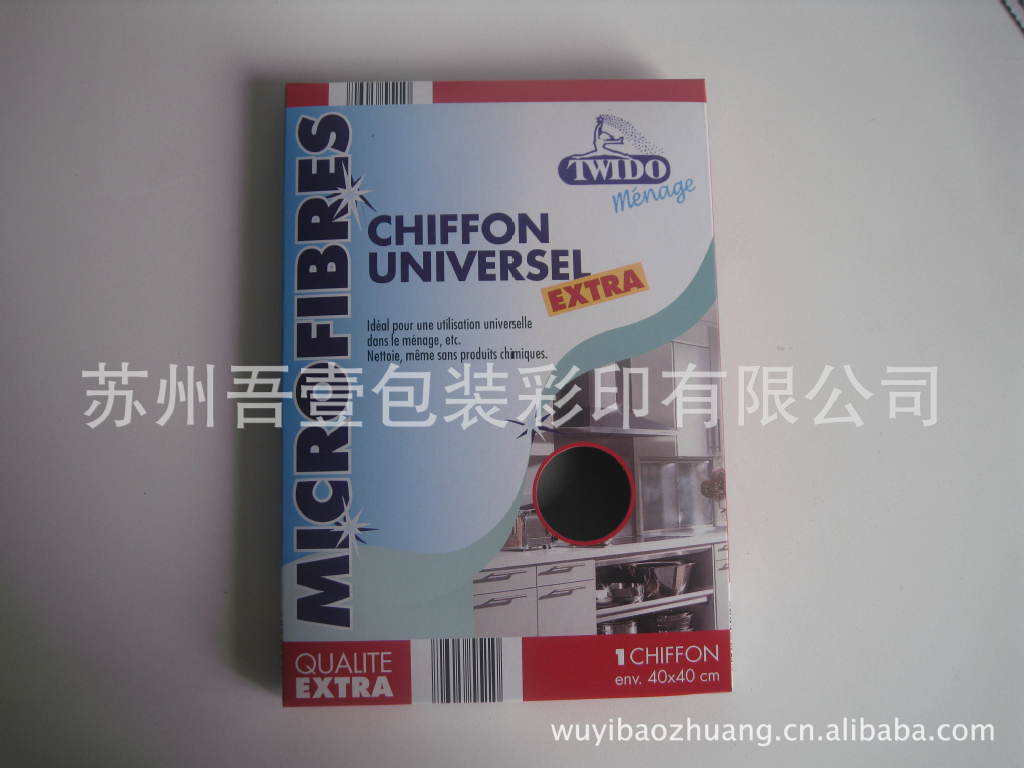 MICROFIBRES
TWIDO
Ménage
CHIFFON
UNIVERSEL
EXTRA
Idéal pour une utilisation universelle
dans le ménage, etc.
Nettoie, même sans produits chimiques.
苏州吾壹包装彩印有限公司
QUALITE
EXTRA
1 CHIFFON
env. 40x40 cm
wuyibaozhuang.cn.alibaba.com